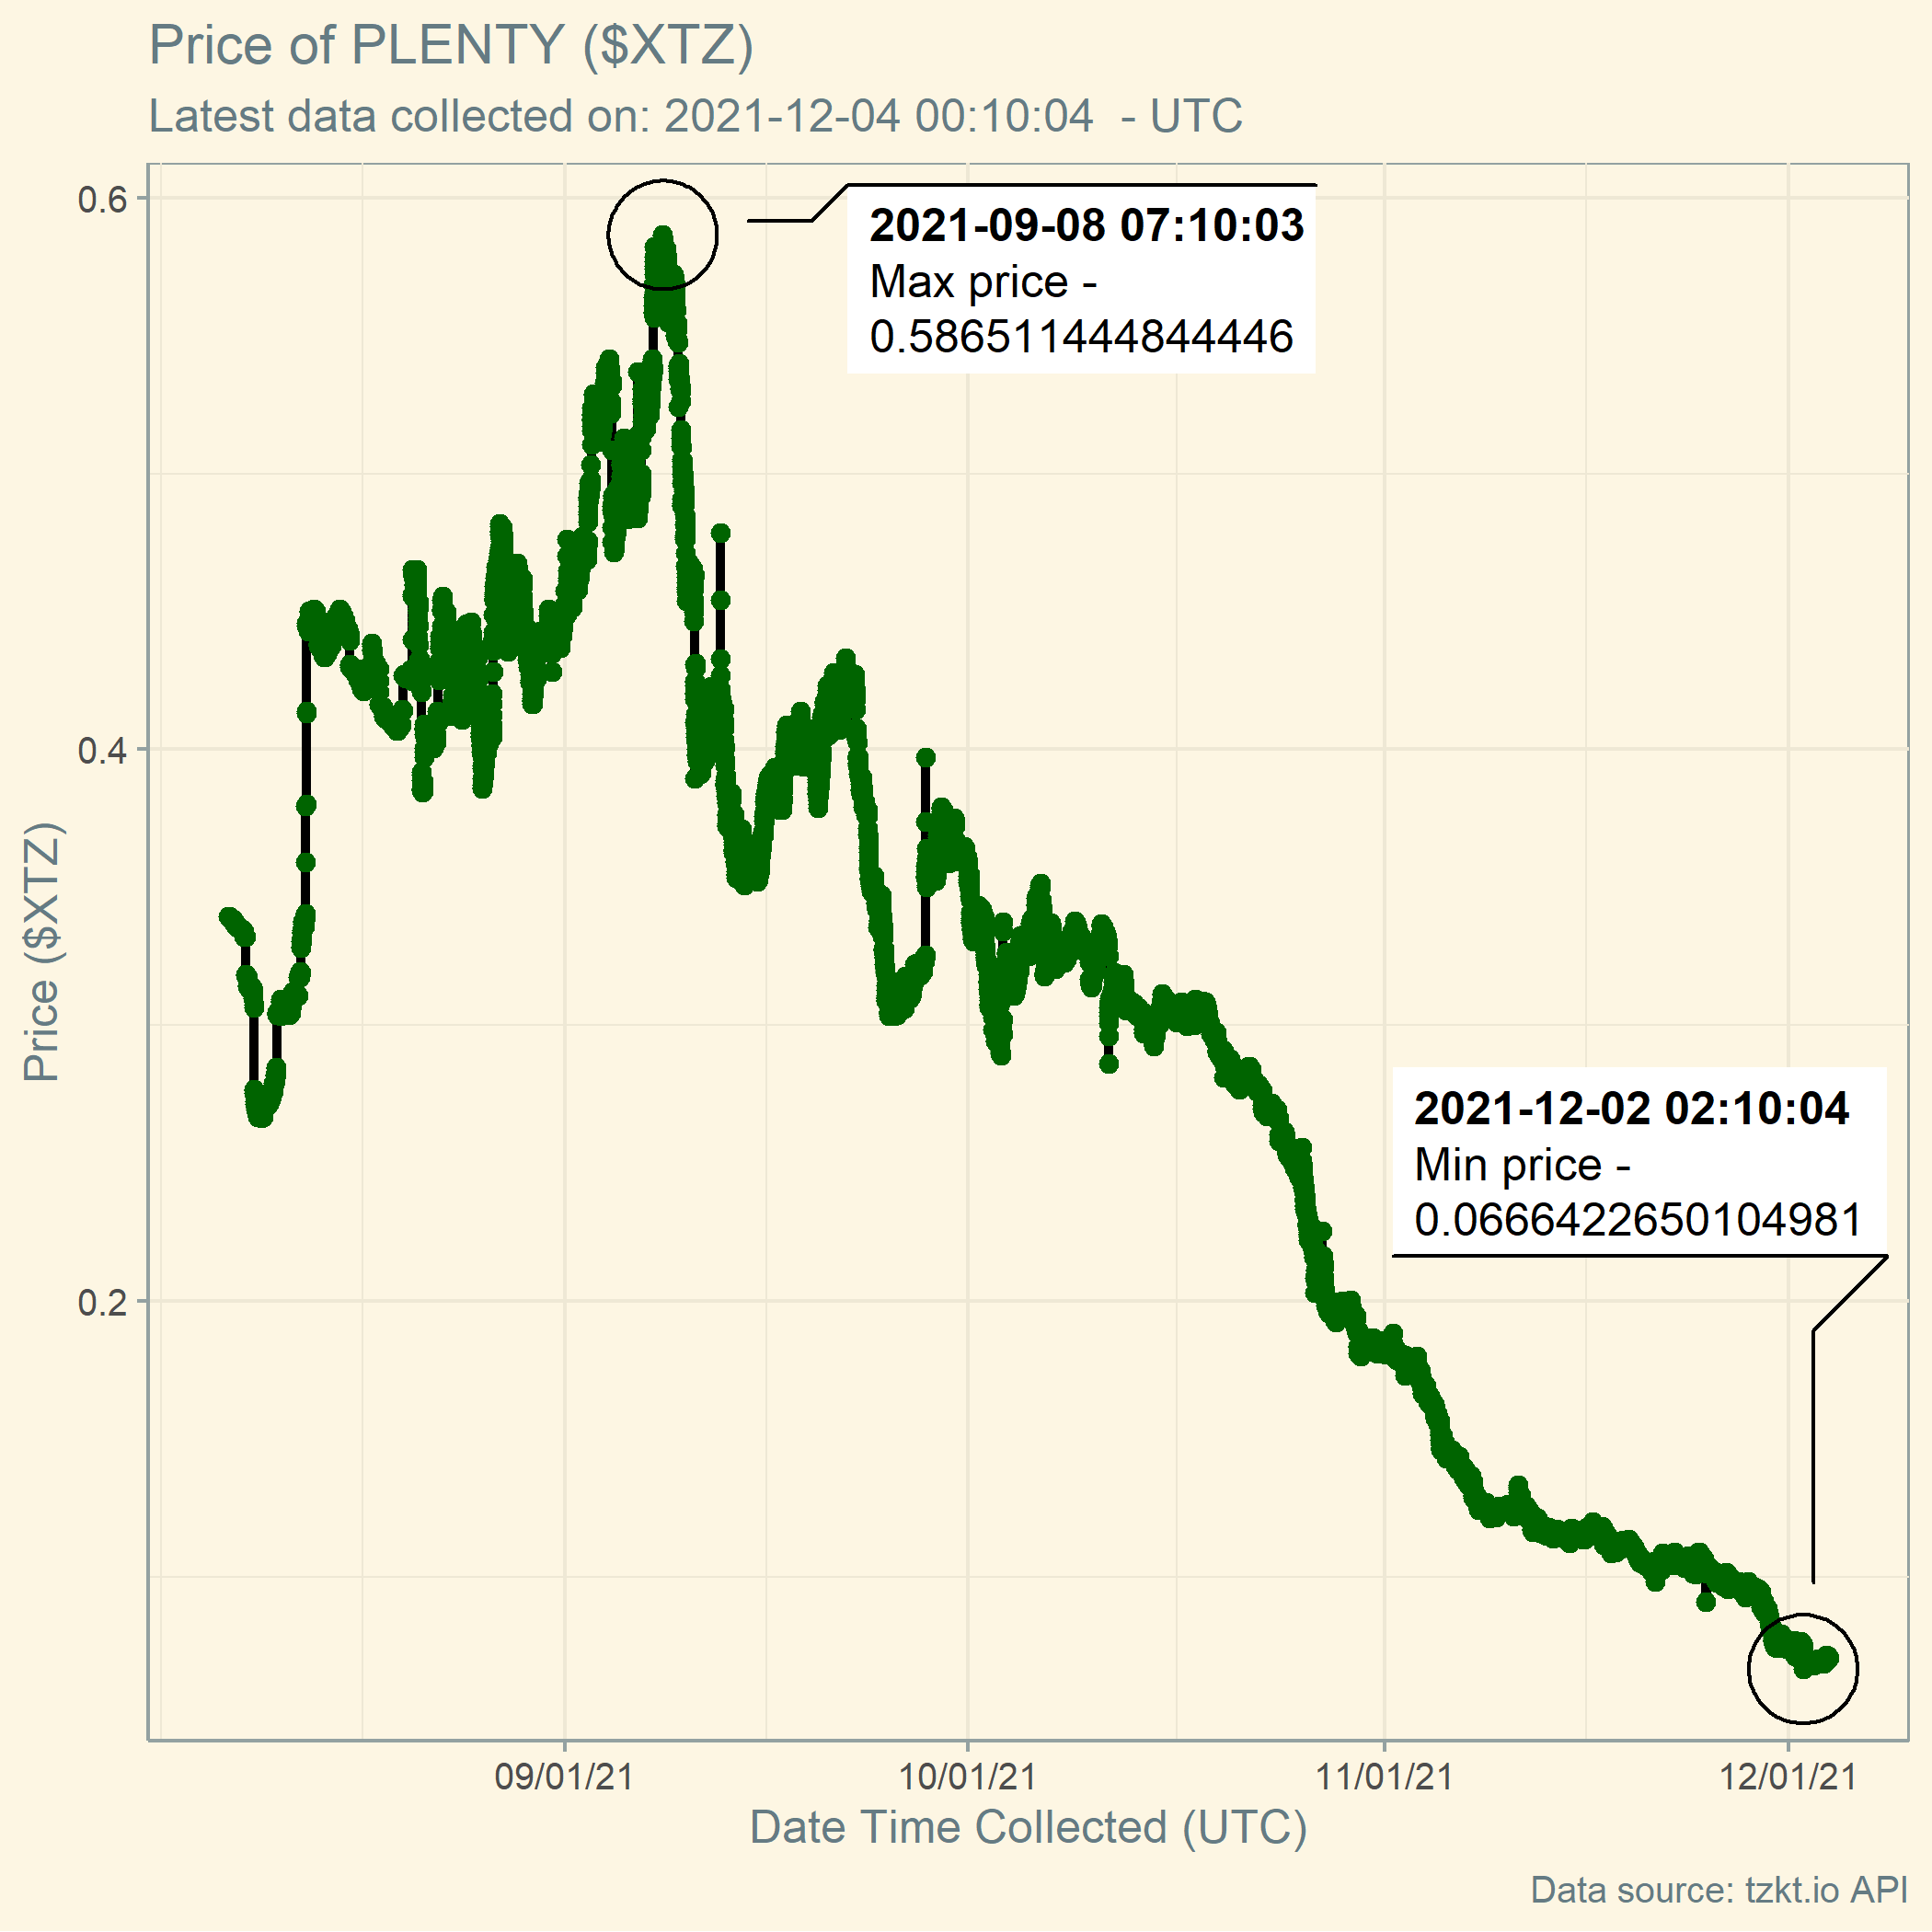 Price of PLENTY ($XTZ)
Latest data collected on: 2021-12-04 00:10:04  - UTC
0.6
0.4
0.2
Price ($XTZ)
2021-09-08 07:10:03
Max price -
0.586511444844446
2021-12-02 02:10:04
Min price -
0.0666422650104981
09/01/21
10/01/21
11/01/21
12/01/21
Date Time Collected (UTC)
Data source: tzkt.io API